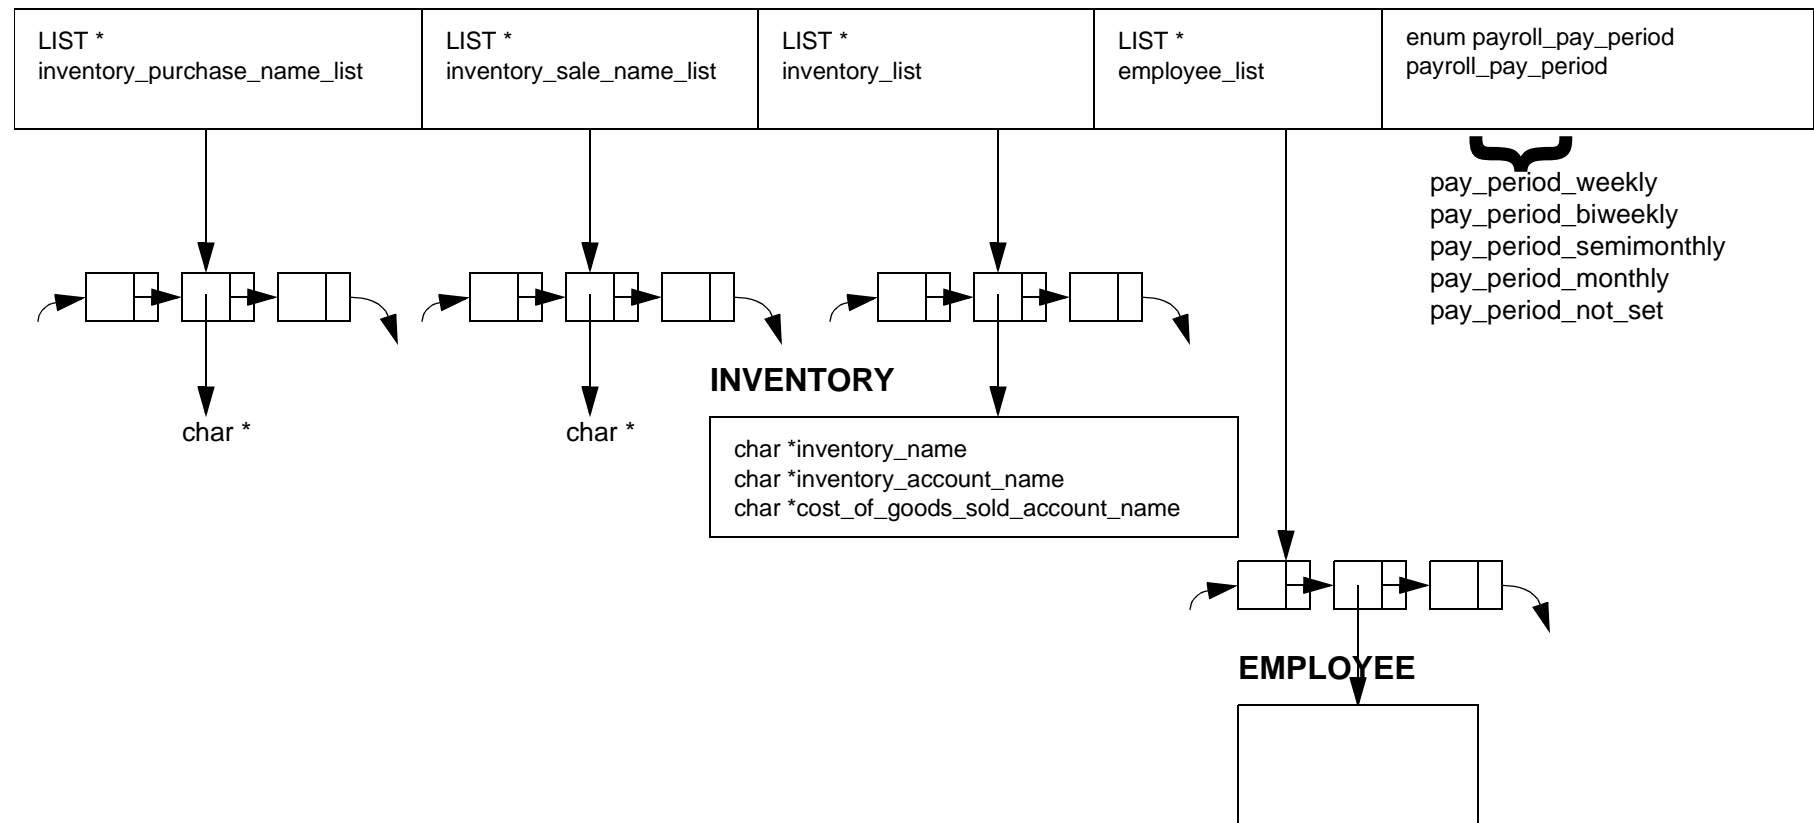 LIST *
inventory_purchase_name_list
LIST *
inventory_sale_name_list
LIST *
inventory_list
LIST *
employee_list
enum payroll_pay_period
payroll_pay_period
pay_period_weekly
pay_period_biweekly
pay_period_semimonthly
pay_period_monthly
pay_period_not_set
char *
char *
INVENTORY
char *inventory_name
char *inventory_account_name
char *cost_of_goods_sold_account_name
EMPLOYEE